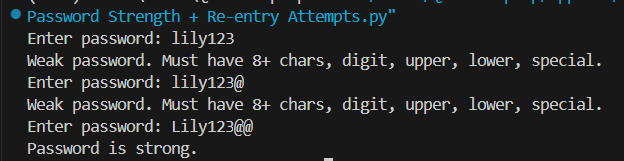 Password Strength + Re-entry Attempts.py"
Enter password: lily123
Weak password. Must have 8+ chars, digit, upper, lower, special.
Enter password: lily123@
Weak password. Must have 8+ chars, digit, upper, lower, special.
Enter password: Lily123@@
Password is strong.